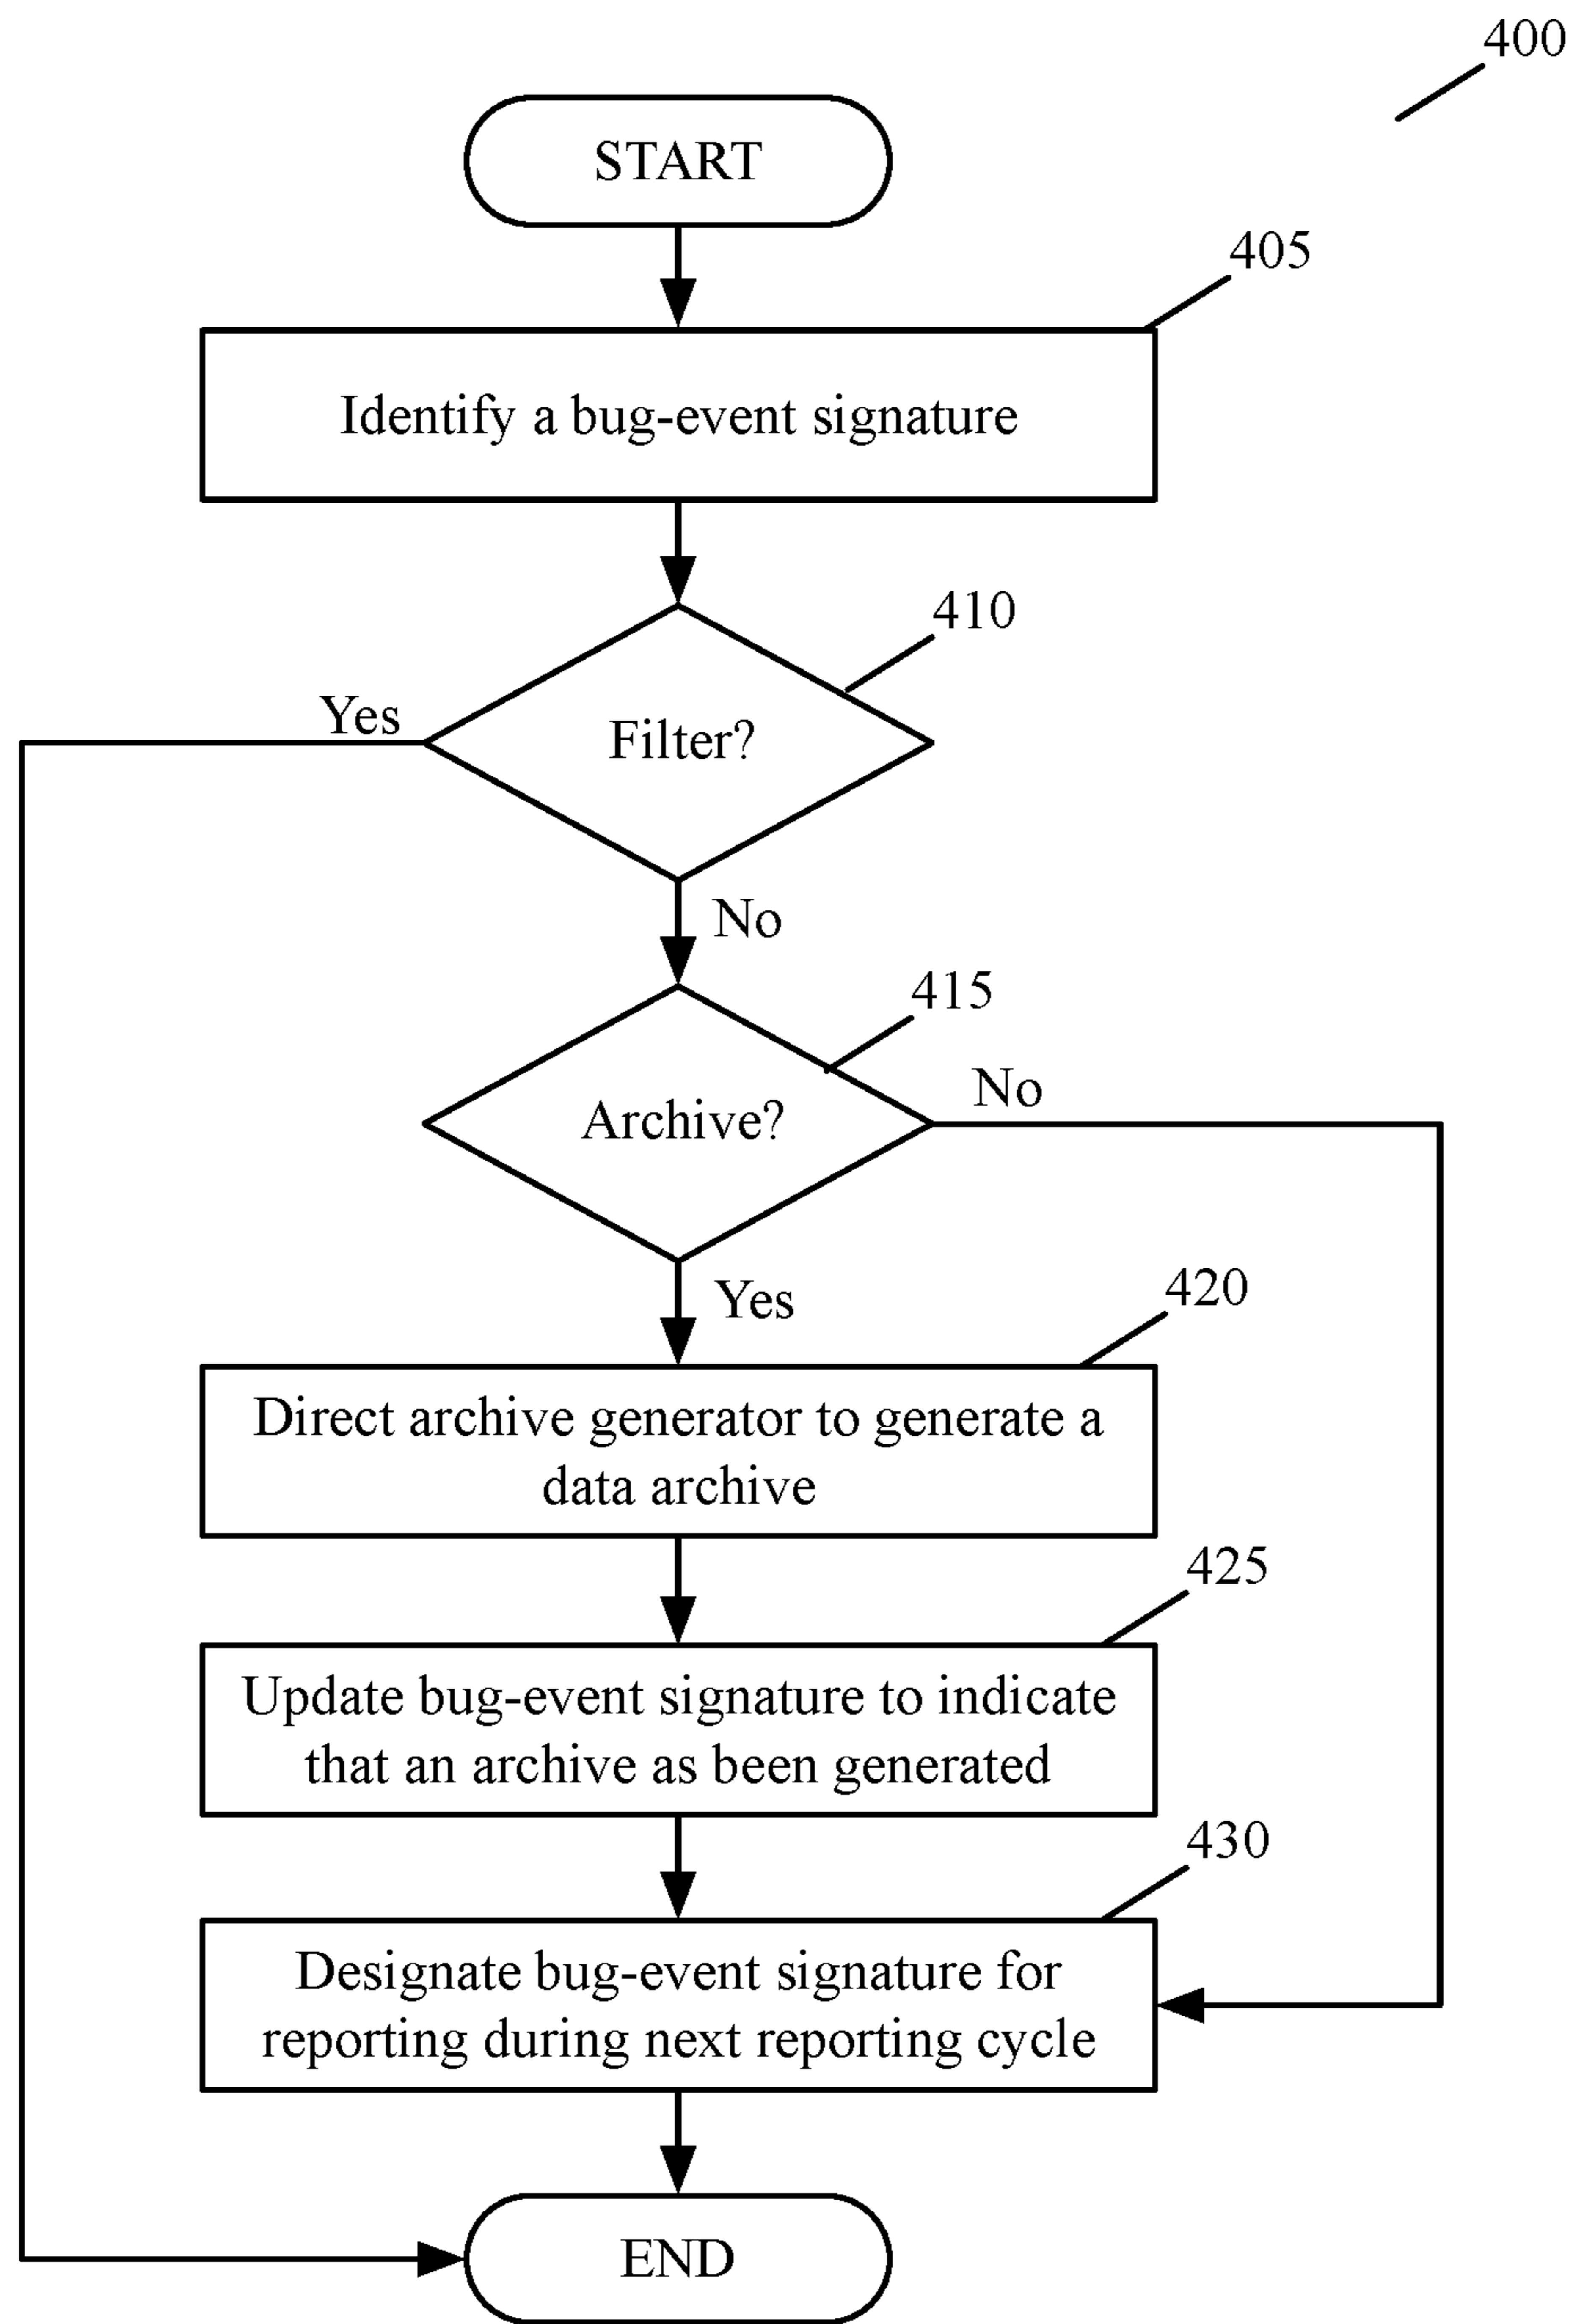 400
START
405
Identify a bug-event signature
410
Yes
Filter?
No
415
No
Archive?
Yes
420
Direct archive generator to generate a
data archive
425
Update bug-event signature to indicate
that an archive as been generated
430
Designate bug-event signature for
reporting during next reporting cycle
END